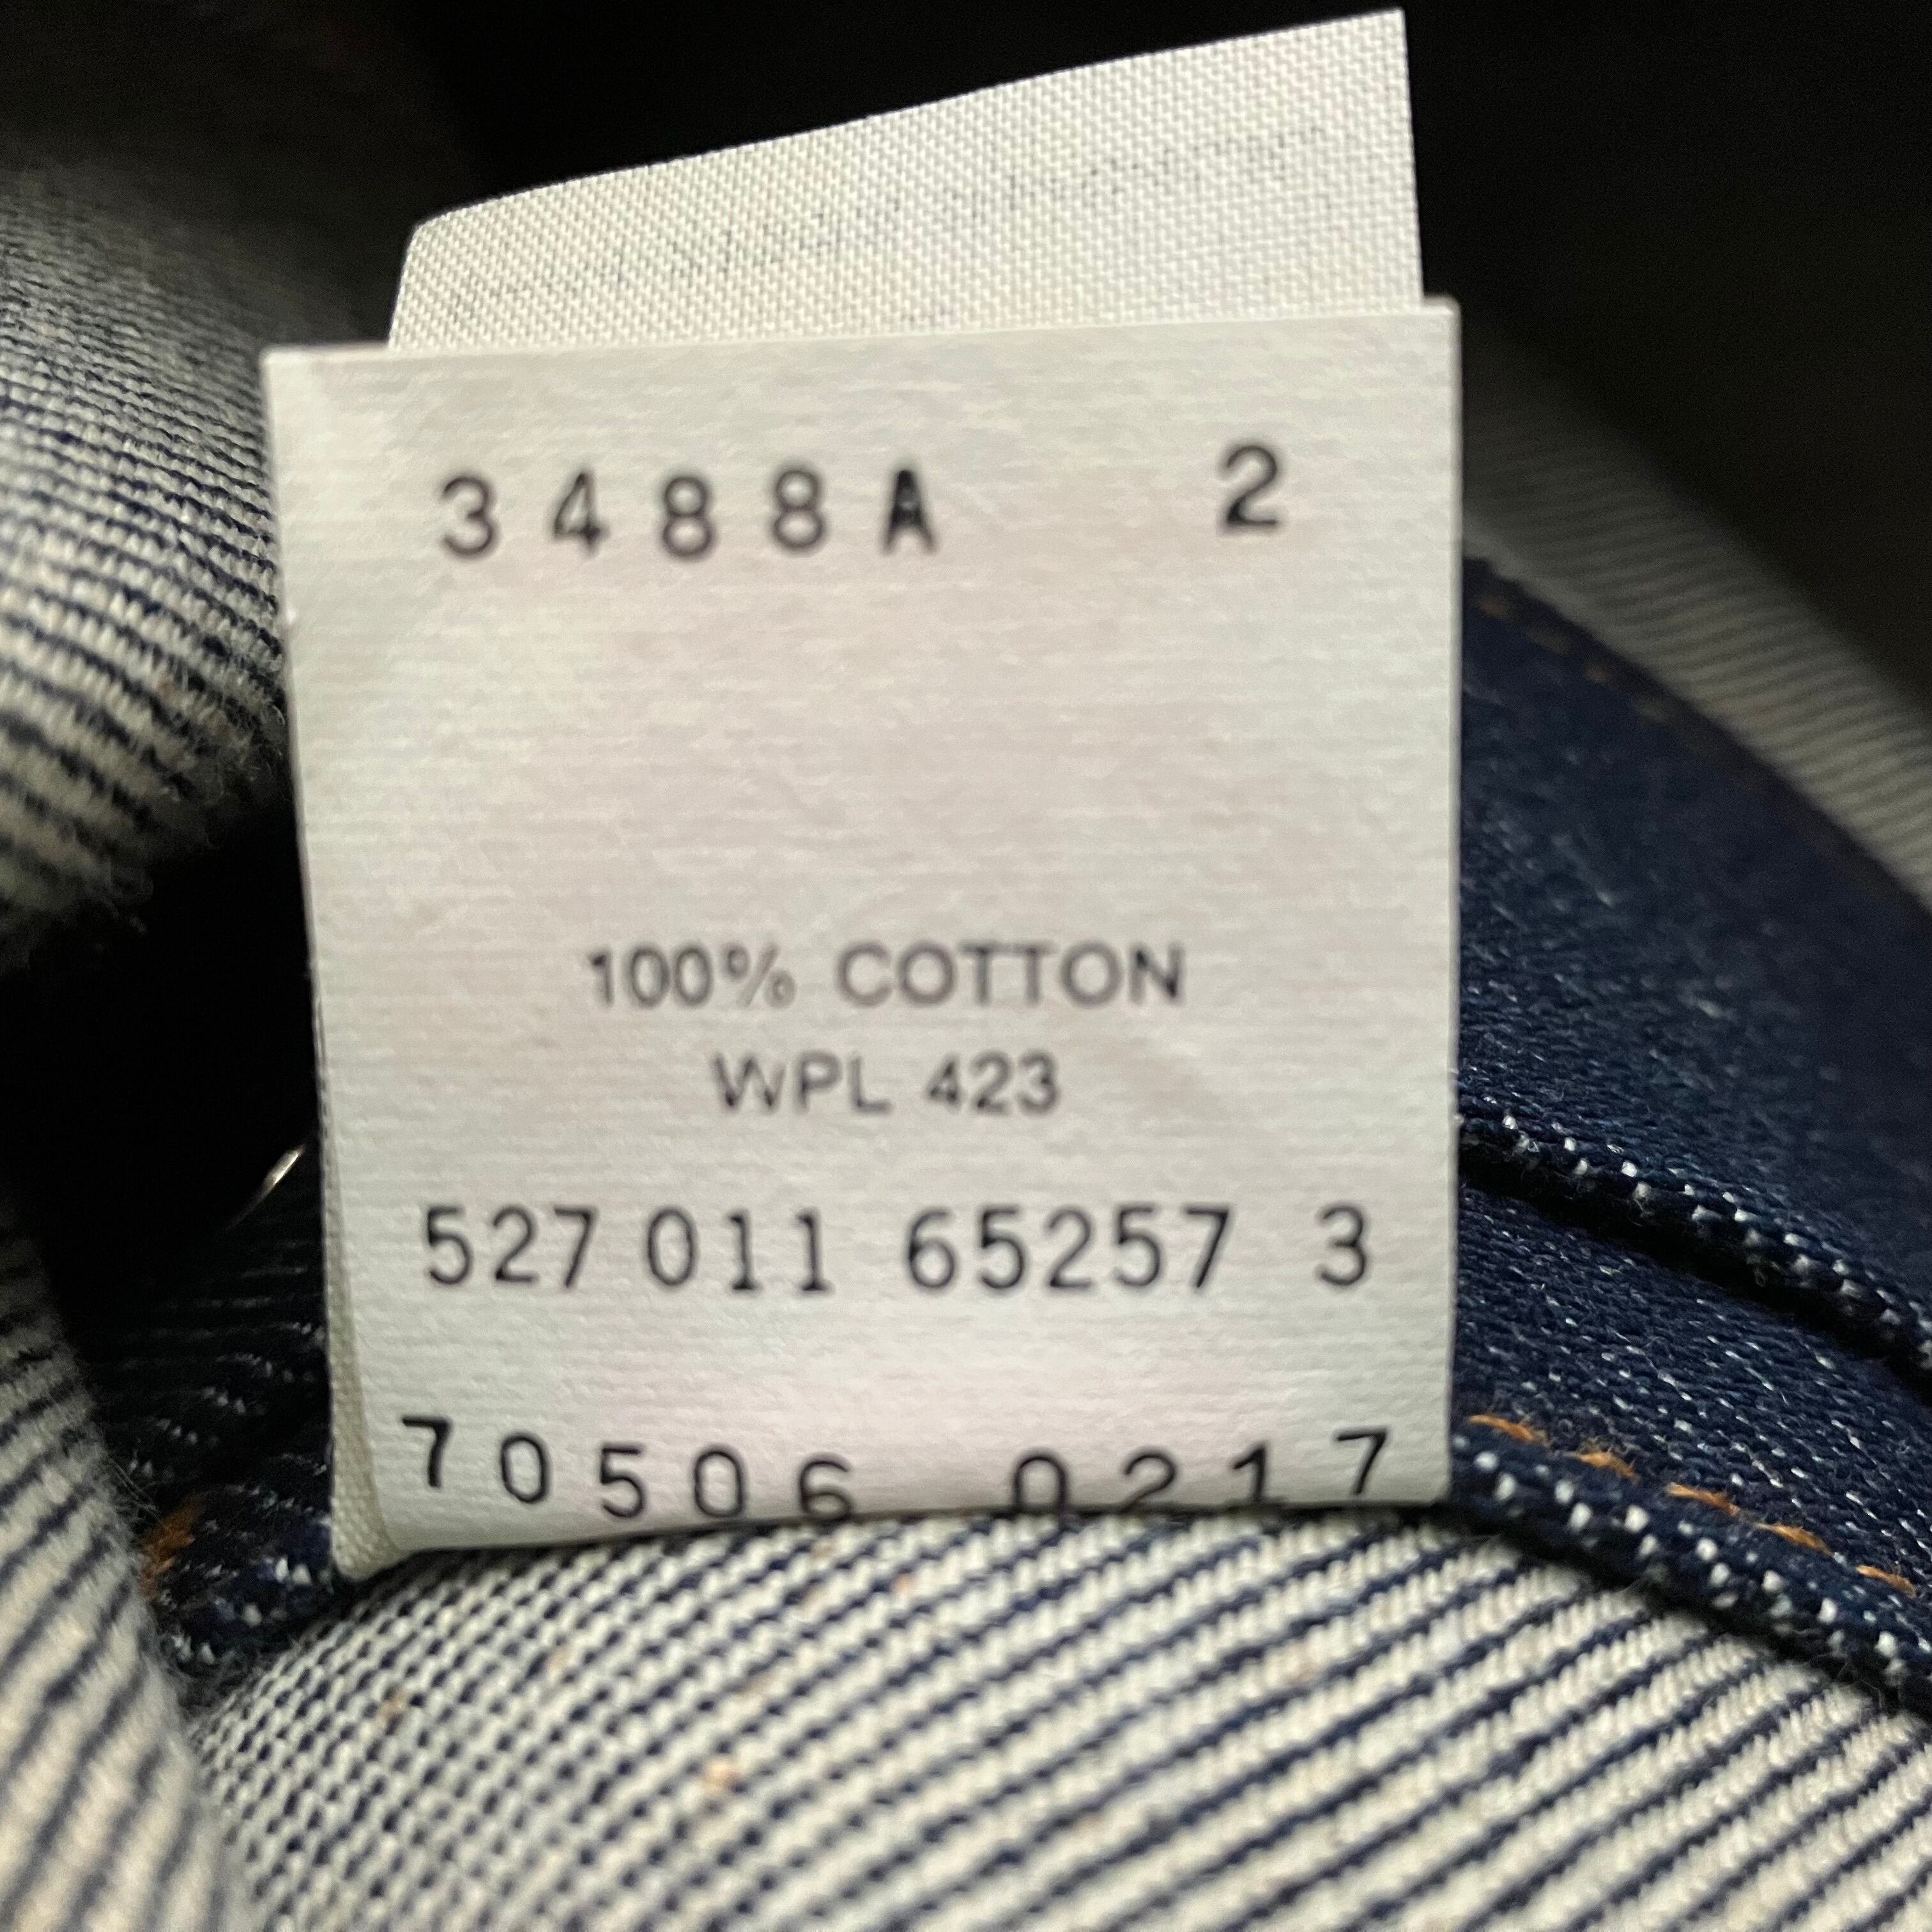 3488A 2
100% COTTON
WPL 423
527 011 65257 3
70506 0217